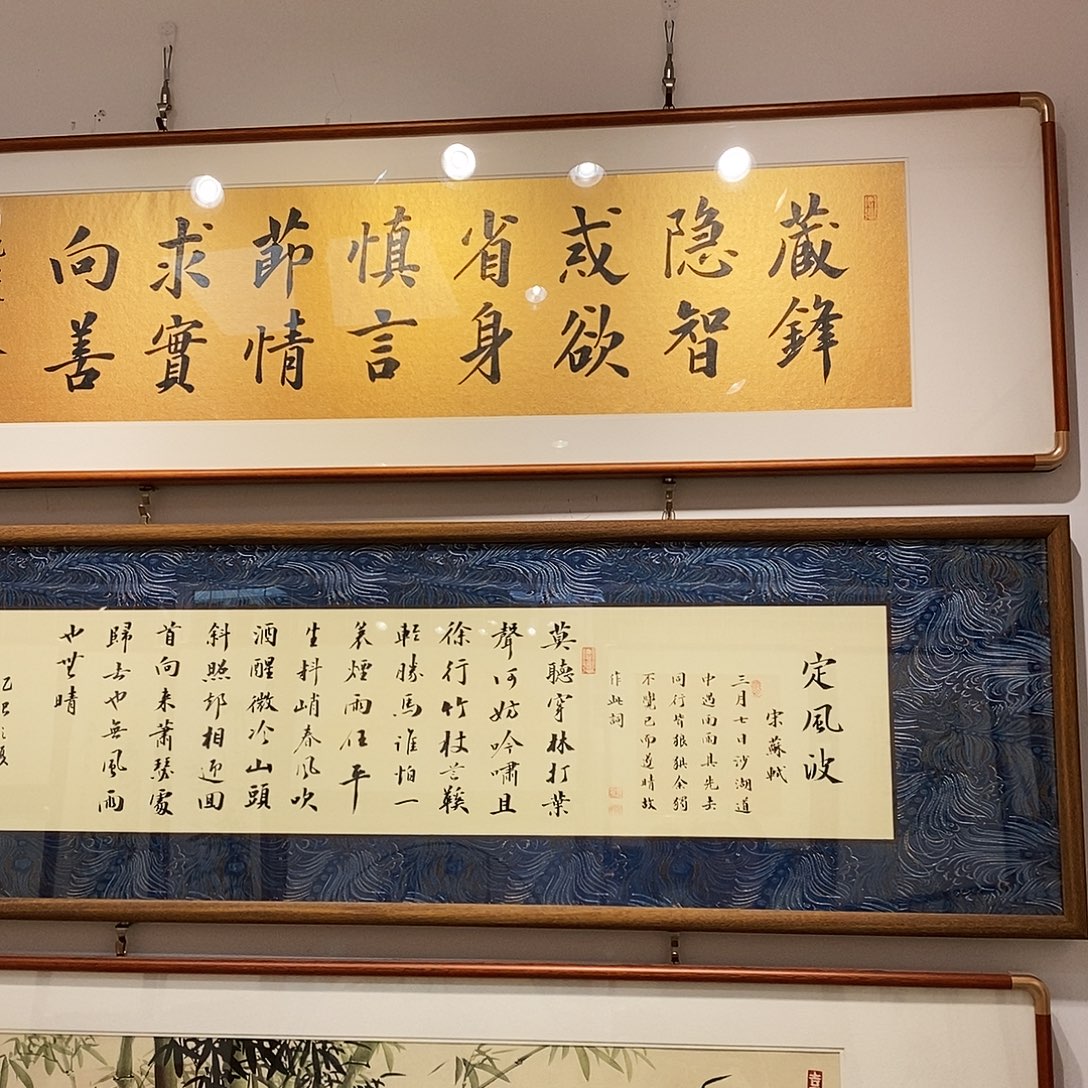 藏鋒
隐智
戒欲
省身
慎言
節情
求實
向善
定風波
宋蘇軾
三月七日沙湖道
中遇雨雨具先去
同行皆狼狽余獨
不覺已而遂晴故
作此詞
莫聽穿林打葉
聲何妨吟嘯且
徐行竹杖芒鞋
輕勝馬誰怕一
蓑煙雨任平
生料峭春風吹
酒醒微冷山頭
斜照却相迎回
首向来蕭瑟處
歸去也無風雨
也無晴
吉